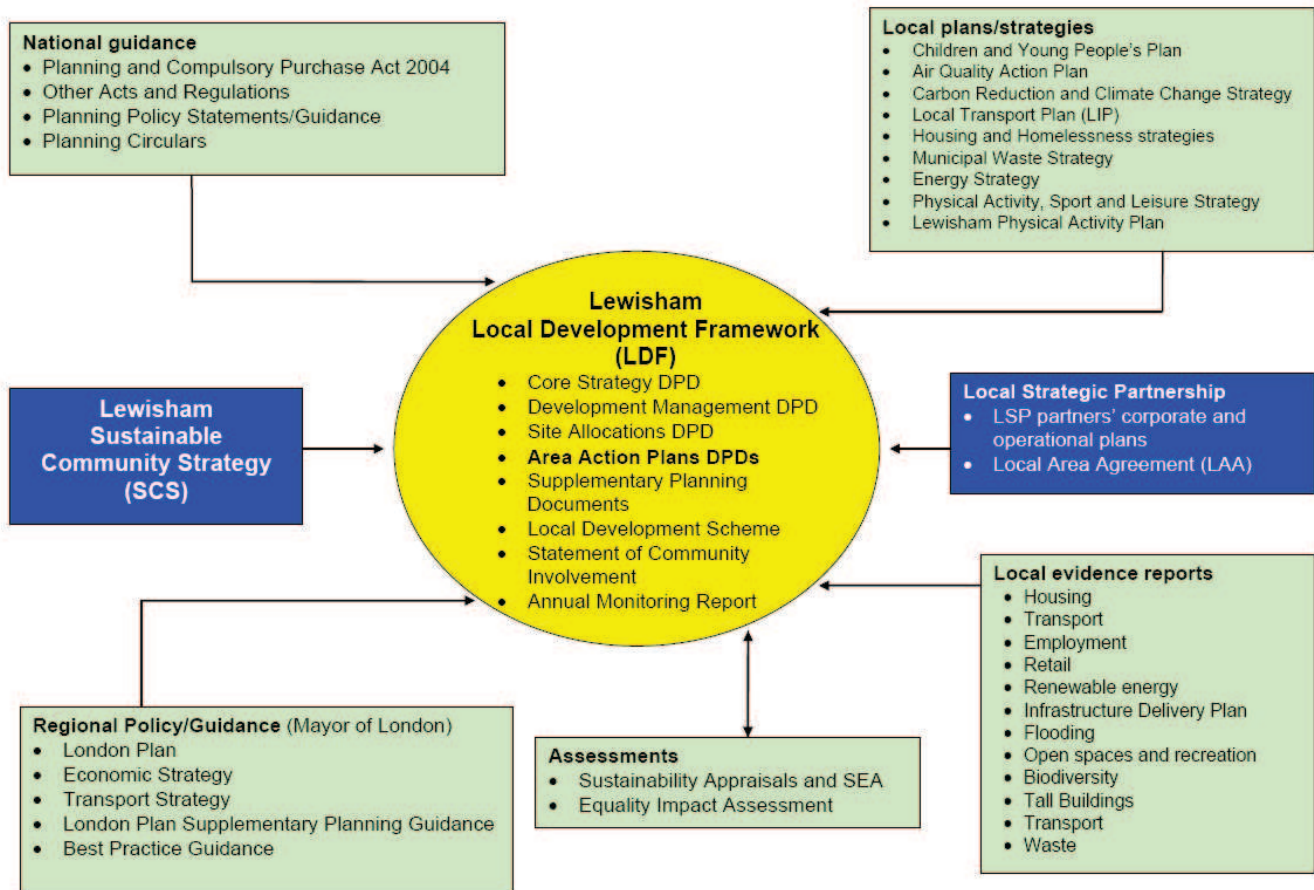 National guidance
• Planning and Compulsory Purchase Act 2004
• Other Acts and Regulations
• Planning Policy Statements/Guidance
• Planning Circulars
Local plans/strategies
• Children and Young People's Plan
• Air Quality Action Plan
• Carbon Reduction and Climate Change Strategy
• Local Transport Plan (LIP)
• Housing and Homelessness strategies
• Municipal Waste Strategy
• Energy Strategy
• Physical Activity, Sport and Leisure Strategy
• Lewisham Physical Activity Plan
Lewisham
Local Development Framework
(LDF)
• Core Strategy DPD
• Development Management DPD
• Site Allocations DPD
• Area Action Plans DPDs
• Supplementary Planning
Documents
• Local Development Scheme
• Statement of Community
Involvement
• Annual Monitoring Report
Lewisham
Sustainable
Community Strategy
(SCS)
Local Strategic Partnership
• LSP partners' corporate and
operational plans
• Local Area Agreement (LAA)
Regional Policy/Guidance (Mayor of London)
• London Plan
• Economic Strategy
• Transport Strategy
• London Plan Supplementary Planning Guidance
• Best Practice Guidance
Assessments
• Sustainability Appraisals and SEA
• Equality Impact Assessment
Local evidence reports
• Housing
• Transport
• Employment
• Retail
• Renewable energy
• Infrastructure Delivery Plan
• Flooding
• Open spaces and recreation
• Biodiversity
• Tall Buildings
• Transport
• Waste